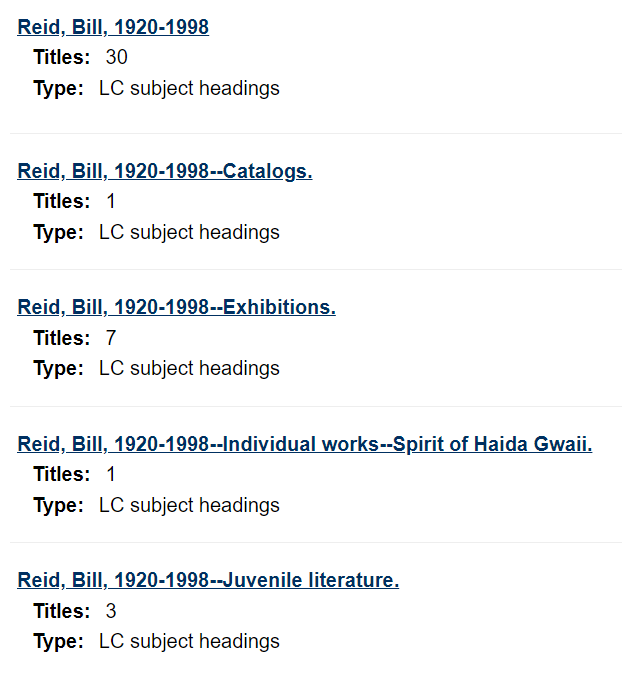 Reid, Bill, 1920-1998
Titles: 30
Type: LC subject headings
Reid, Bill, 1920-1998--Catalogs.
Titles: 1
Type: LC subject headings
Reid, Bill, 1920-1998--Exhibitions.
Titles: 7
Type: LC subject headings
Reid, Bill, 1920-1998--Individual works--Spirit of Haida Gwaii.
Titles: 1
Type: LC subject headings
Reid, Bill, 1920-1998--Juvenile literature.
Titles: 3
Type: LC subject headings